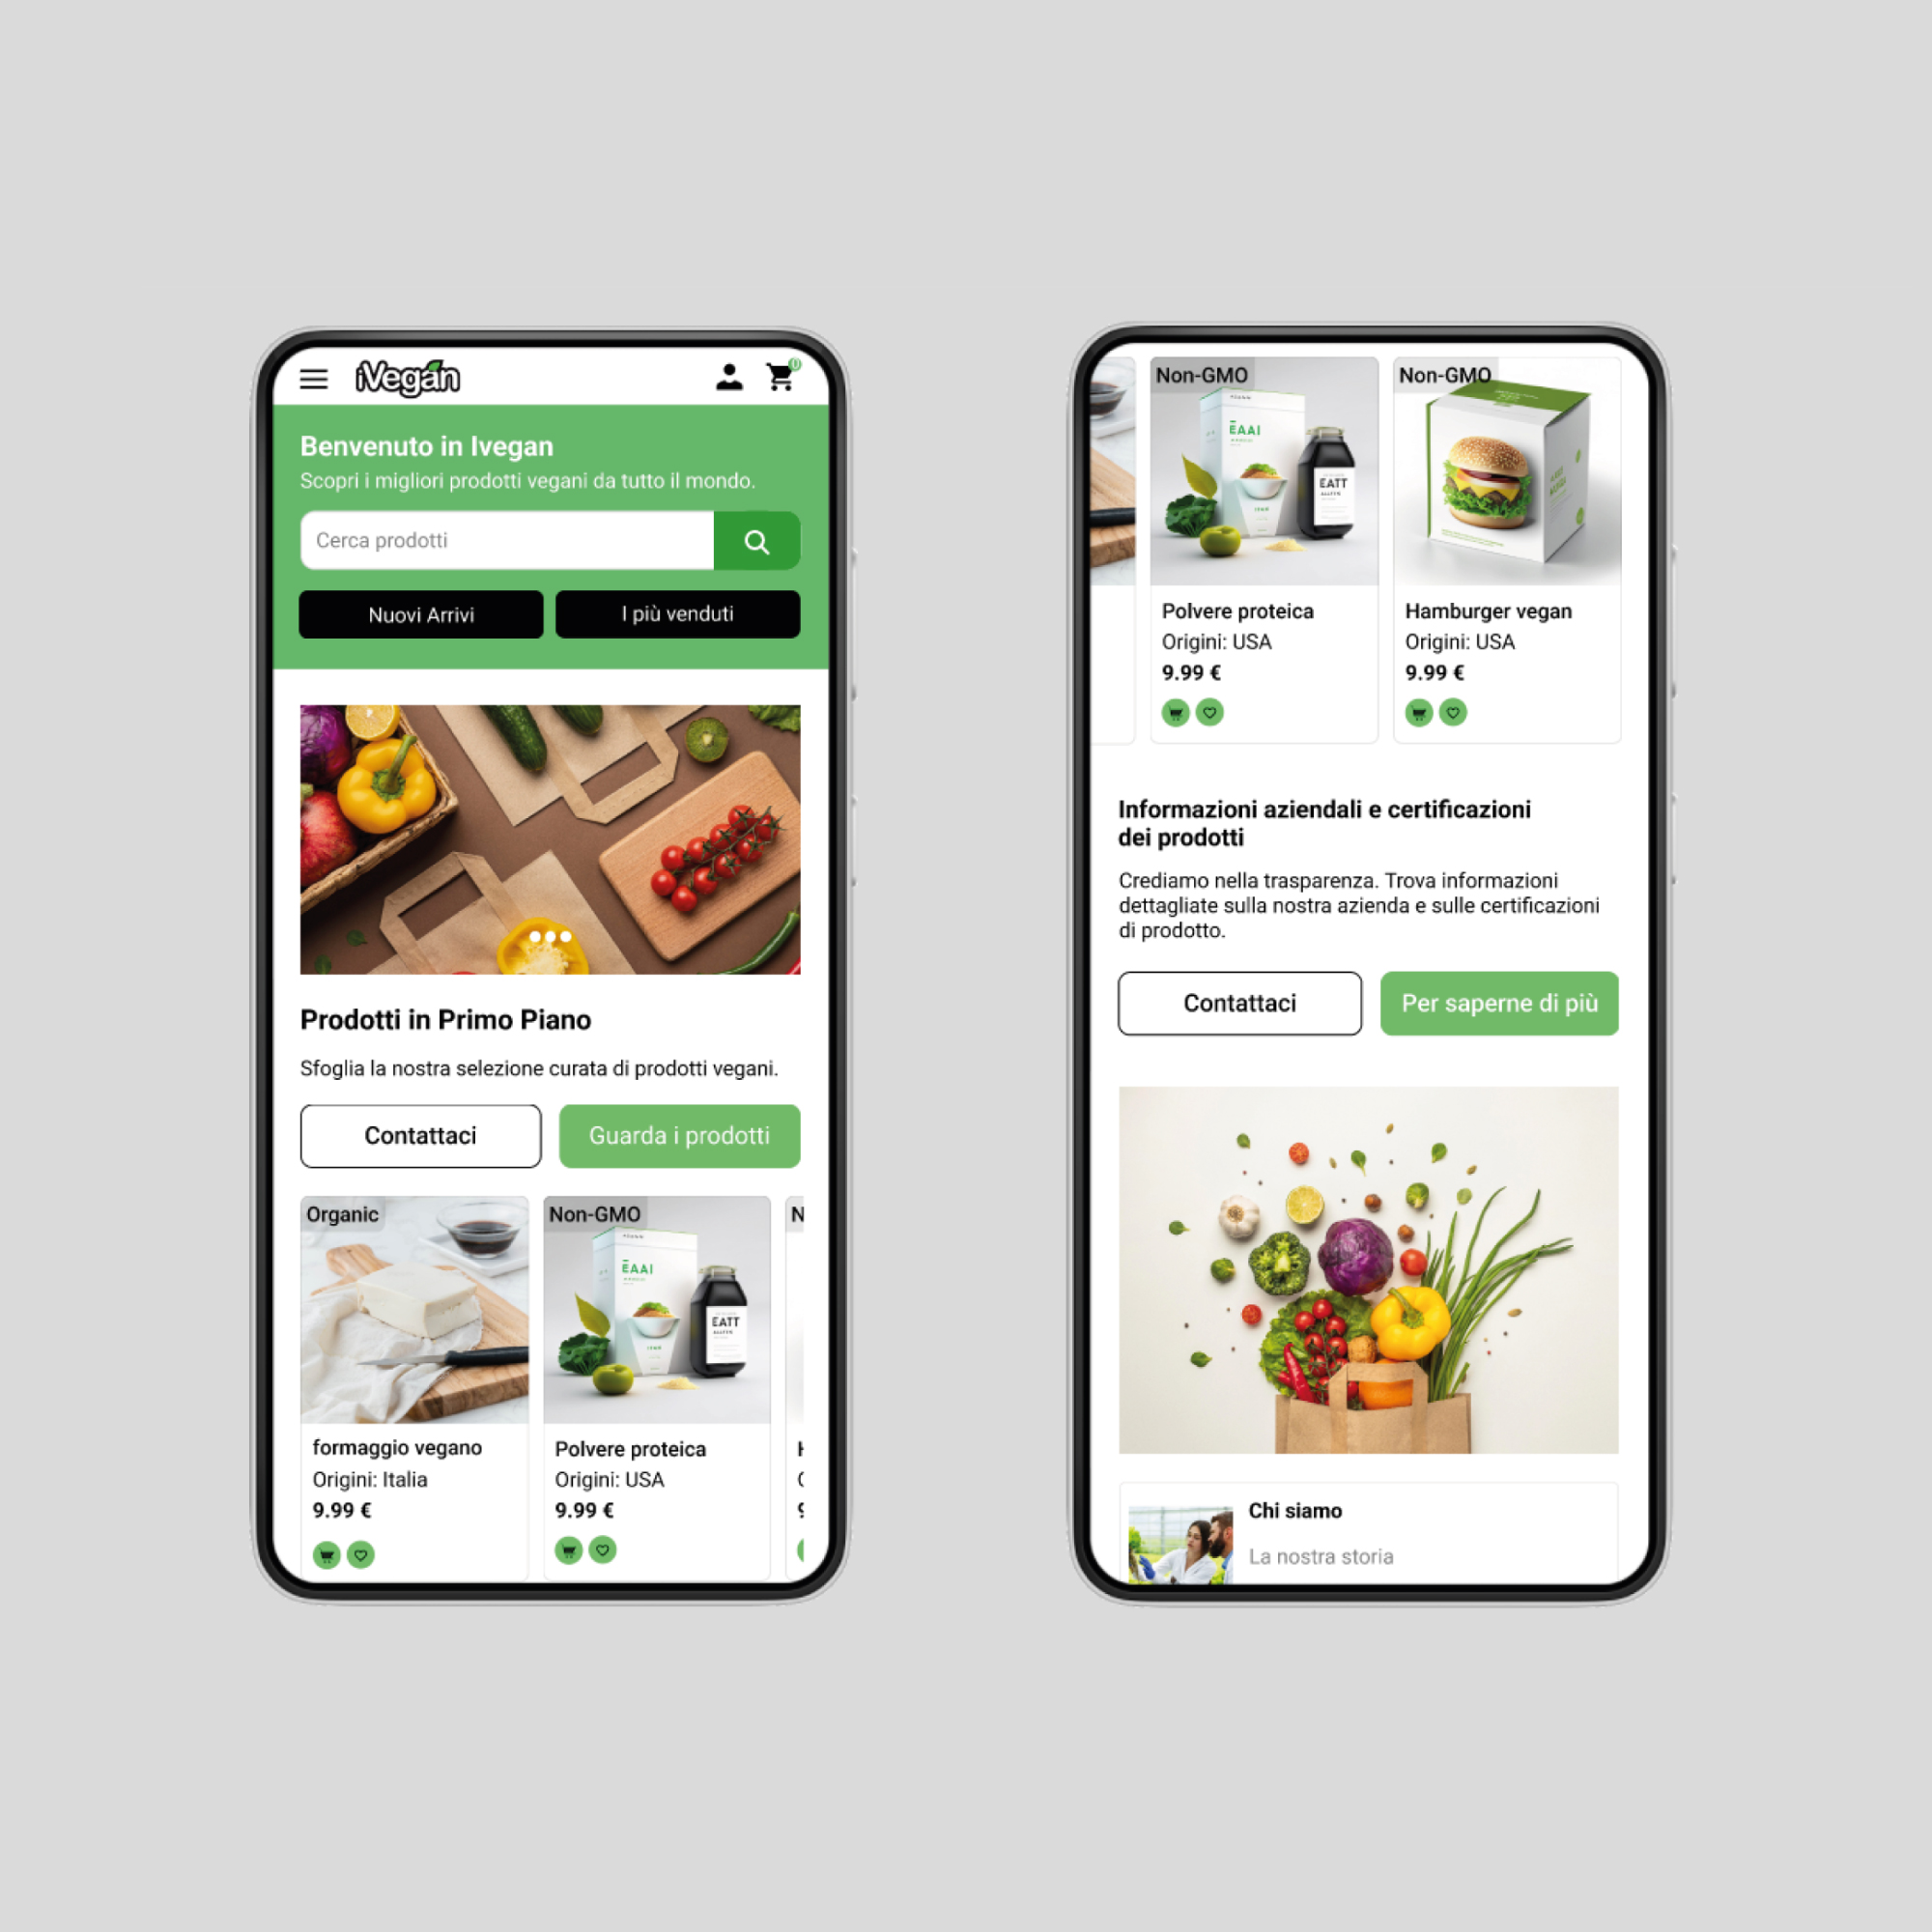 iVegan
0
Benvenuto in Ivegan
Scopri i migliori prodotti vegani da tutto il mondo.
Cerca prodotti
Nuovi Arrivi
I più venduti
Prodotti in Primo Piano
Sfoglia la nostra selezione curata di prodotti vegani.
Contattaci
Guarda i prodotti
Organic
Non-GMO
N
ĒAAI
EATT
formaggio vegano
Origini: Italia
9.99 €
Polvere proteica
Origini: USA
9.99 €
Non-GMO
Non-GMO
ĒAAI
EATT
Polvere proteica
Origini: USA
9.99 €
Hamburger vegan
Origini: USA
9.99 €
Informazioni aziendali e certificazioni
dei prodotti
Crediamo nella trasparenza. Trova informazioni
dettagliate sulla nostra azienda e sulle certificazioni
di prodotto.
Contattaci
Per saperne di più
Chi siamo
La nostra storia